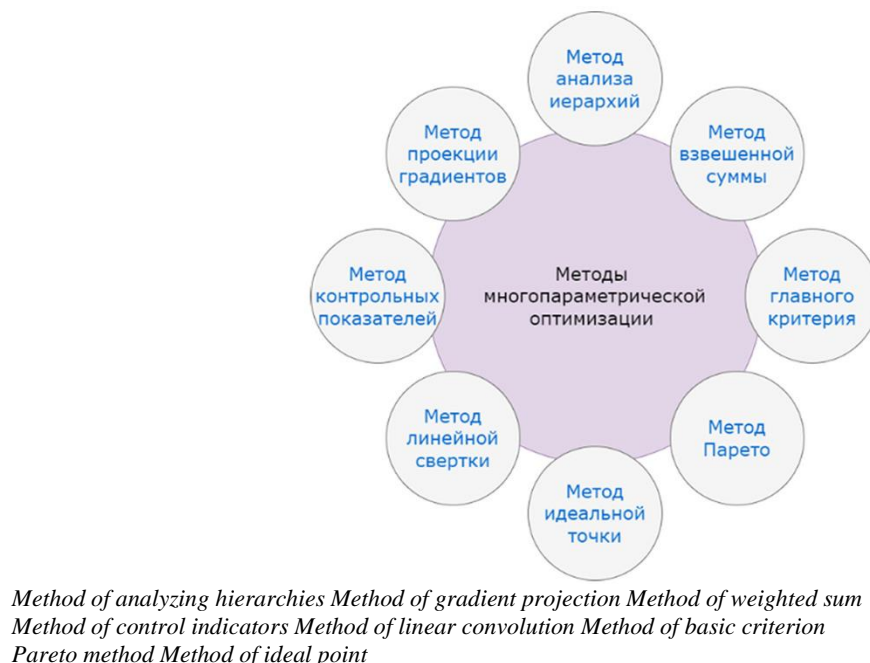 Метод
анализа
иерархий
Метод
проекции
градиентов
Метод
взвешенной
суммы
Метод
контрольных
показателей
Методы
многопараметрической
оптимизации
Метод
главного
критерия
Метод
линейной
свертки
Метод
Парето
Метод
идеальной
точки
Method of analyzing hierarchies Method of gradient projection Method of weighted sum
Method of control indicators Method of linear convolution Method of basic criterion
Pareto method Method of ideal point